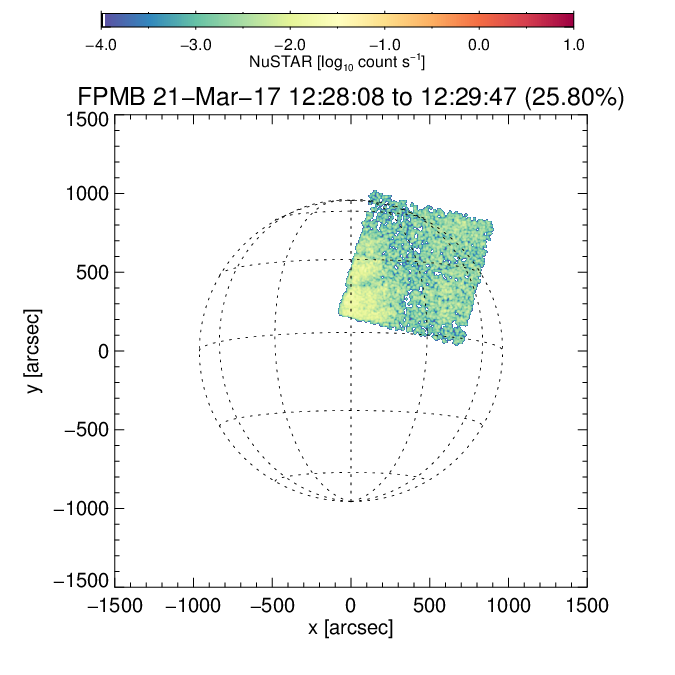 −4.0 −3.0 −2.0 −1.0 0.0 1.0
NuSTAR [log₁₀ count s⁻¹]
FPMB 21−Mar−17 12:28:08 to 12:29:47 (25.80%)
1500
1000
500
0
−500
−1000
−1500
y [arcsec]
−1500 −1000 −500 0 500 1000 1500
x [arcsec]